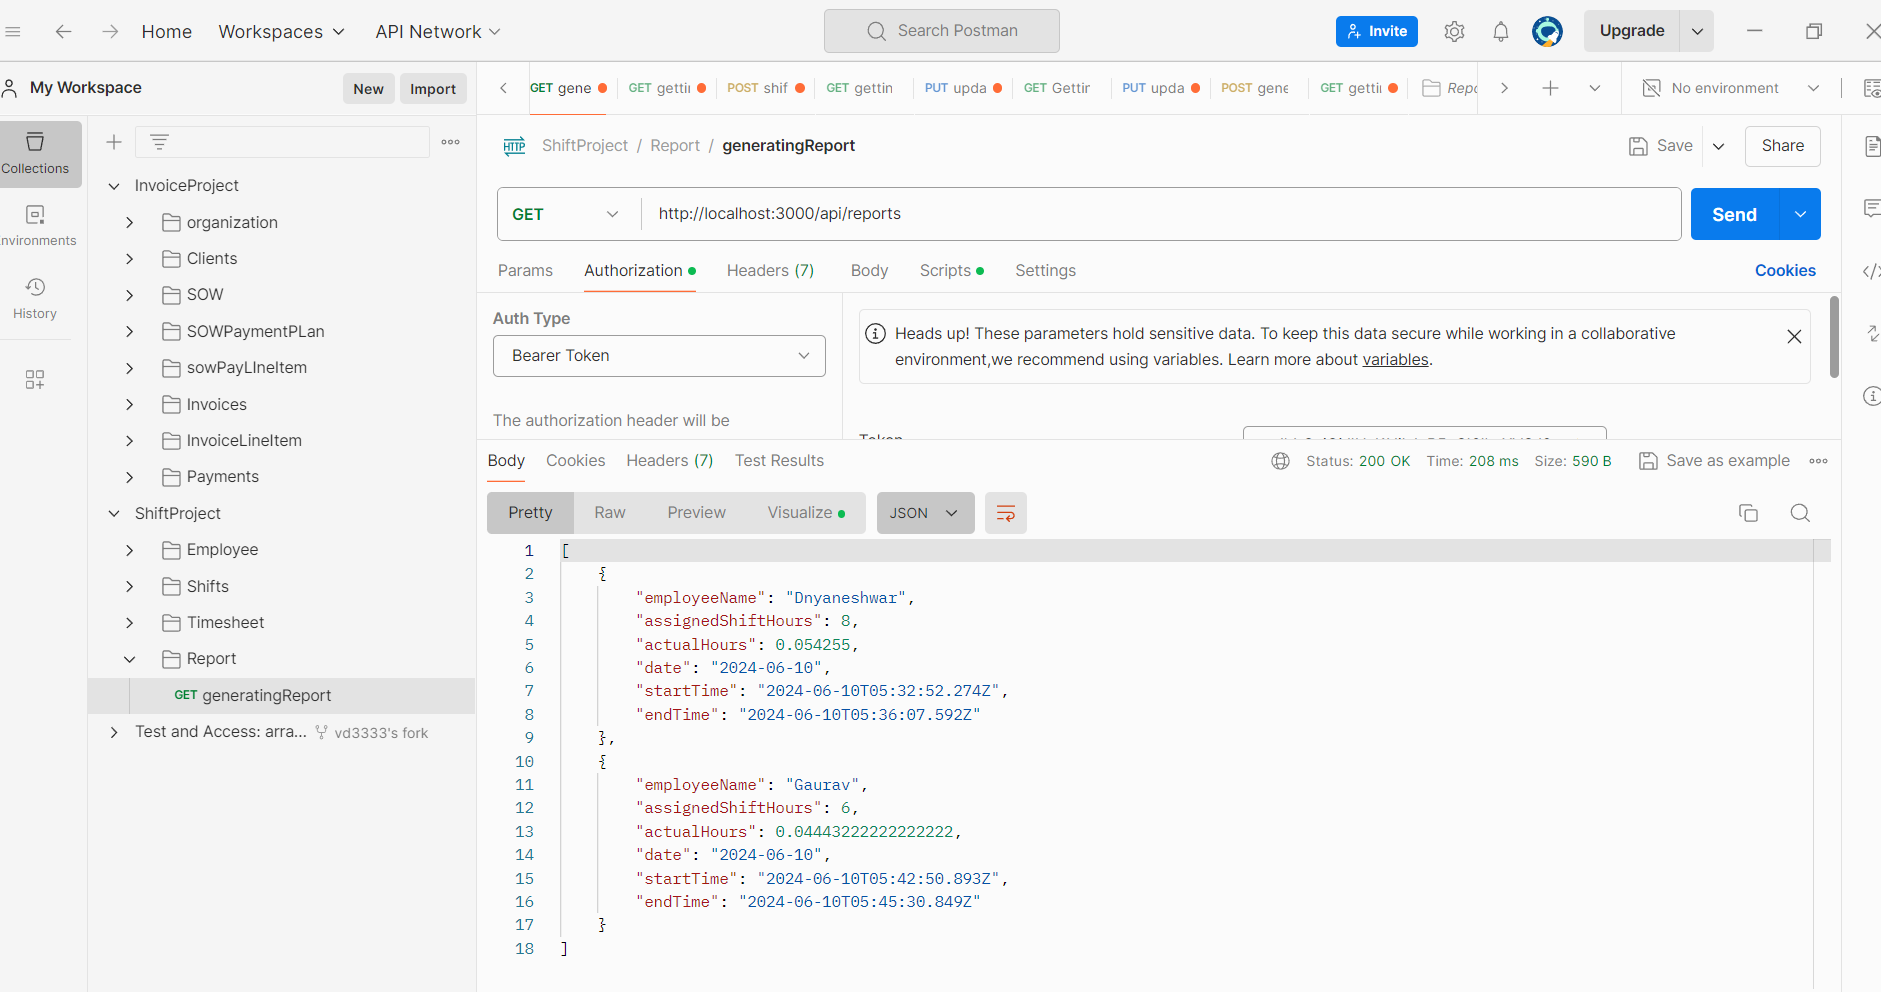 Home Workspaces API Network Search Postman Invite Upgrade
My Workspace New Import
GET gene GET gettin POST shif GET gettin PUT upda GET Gettin PUT upda POST gene GET getti Repo No environment
Collections
Environments
History
InvoiceProject
organization
Clients
SOW
SOWPaymentPLan
sowPayLIneItem
Invoices
InvoiceLineItem
Payments
ShiftProject
Employee
Shifts
Timesheet
Report
GET generatingReport
Test and Access: arra... vd3333's fork
HTTP ShiftProject / Report / generatingReport Save Share
GET http://localhost:3000/api/reports Send
Params Authorization Headers (7) Body Scripts Settings Cookies
Auth Type
Bearer Token
The authorization header will be
Heads up! These parameters hold sensitive data. To keep this data secure while working in a collaborative
environment,we recommend using variables. Learn more about variables.
Token
Body Cookies Headers (7) Test Results Status: 200 OK Time: 208 ms Size: 590 B Save as example
Pretty Raw Preview Visualize JSON
1 [
2 {
3 "employeeName": "Dnyaneshwar",
4 "assignedShiftHours": 8,
5 "actualHours": 0.054255,
6 "date": "2024-06-10",
7 "startTime": "2024-06-10T05:32:52.274Z",
8 "endTime": "2024-06-10T05:36:07.592Z"
9 },
10 {
11 "employeeName": "Gaurav",
12 "assignedShiftHours": 6,
13 "actualHours": 0.04443222222222222,
14 "date": "2024-06-10",
15 "startTime": "2024-06-10T05:42:50.893Z",
16 "endTime": "2024-06-10T05:45:30.849Z"
17 }
18 ]